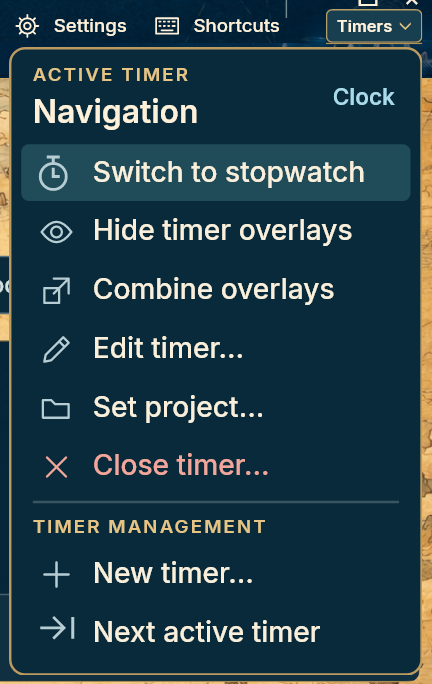 Settings
Shortcuts
Timers
ACTIVE TIMER
Navigation
Clock
Switch to stopwatch
Hide timer overlays
Combine overlays
Edit timer...
Set project...
Close timer...
TIMER MANAGEMENT
New timer...
Next active timer